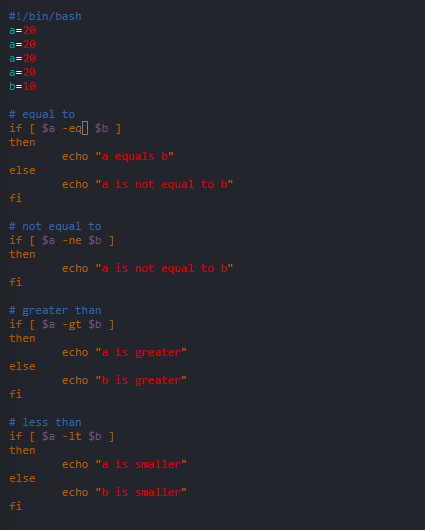 #!/bin/bash
a=20
a=20
a=20
a=20
b=10
# equal to
if [ $a -eq $b ]
then
echo "a equals b"
else
echo "a is not equal to b"
fi
# not equal to
if [ $a -ne $b ]
then
echo "a is not equal to b"
fi
# greater than
if [ $a -gt $b ]
then
echo "a is greater"
else
echo "b is greater"
fi
# less than
if [ $a -lt $b ]
then
echo "a is smaller"
else
echo "b is smaller"
fi